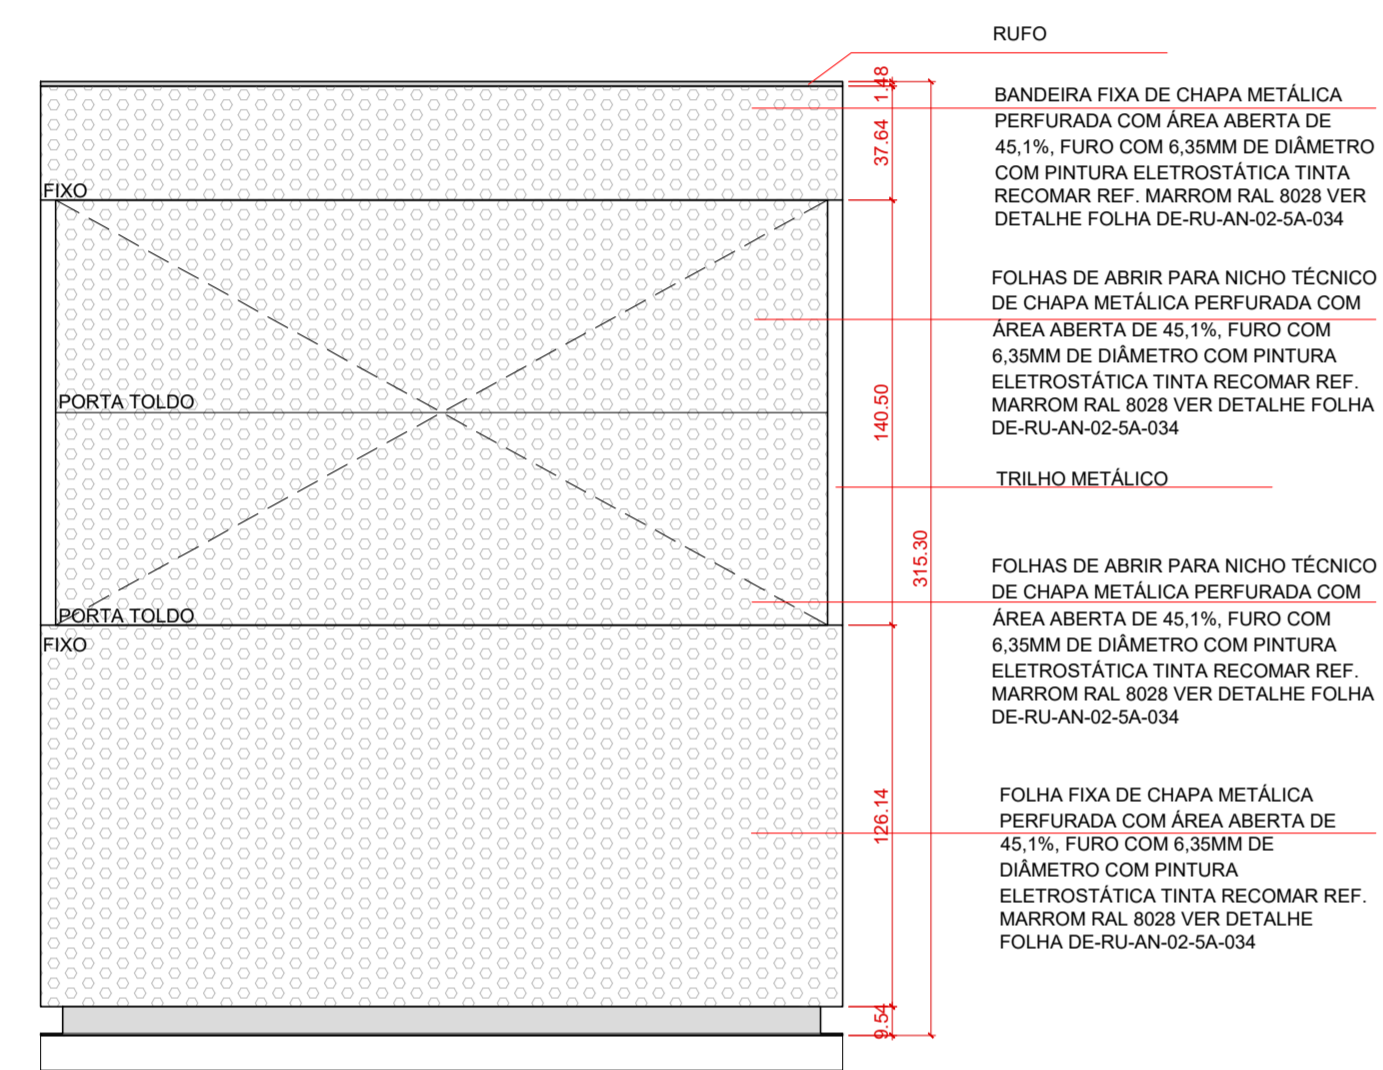 RUFO
BANDEIRA FIXA DE CHAPA METÁLICA
PERFURADA COM ÁREA ABERTA DE
45,1%, FURO COM 6,35MM DE DIÂMETRO
COM PINTURA ELETROSTÁTICA TINTA
RECOMAR REF. MARROM RAL 8028 VER
DETALHE FOLHA DE-RU-AN-02-5A-034
FOLHAS DE ABRIR PARA NICHO TÉCNICO
DE CHAPA METÁLICA PERFURADA COM
ÁREA ABERTA DE 45,1%, FURO COM
6,35MM DE DIÂMETRO COM PINTURA
ELETROSTÁTICA TINTA RECOMAR REF.
MARROM RAL 8028 VER DETALHE FOLHA
DE-RU-AN-02-5A-034
TRILHO METÁLICO
FOLHAS DE ABRIR PARA NICHO TÉCNICO
DE CHAPA METÁLICA PERFURADA COM
ÁREA ABERTA DE 45,1%, FURO COM
6,35MM DE DIÂMETRO COM PINTURA
ELETROSTÁTICA TINTA RECOMAR REF.
MARROM RAL 8028 VER DETALHE FOLHA
DE-RU-AN-02-5A-034
FOLHA FIXA DE CHAPA METÁLICA
PERFURADA COM ÁREA ABERTA DE
45,1%, FURO COM 6,35MM DE
DIÂMETRO COM PINTURA
ELETROSTÁTICA TINTA RECOMAR REF.
MARROM RAL 8028 VER DETALHE
FOLHA DE-RU-AN-02-5A-034
FIXO
PORTA TOLDO
PORTA TOLDO
FIXO
1.48
37.64
140.50
315.30
126.14
9.54